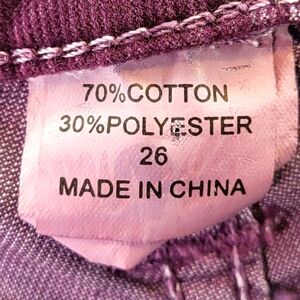 70%COTTON
30%POLYESTER
26
MADE IN CHINA